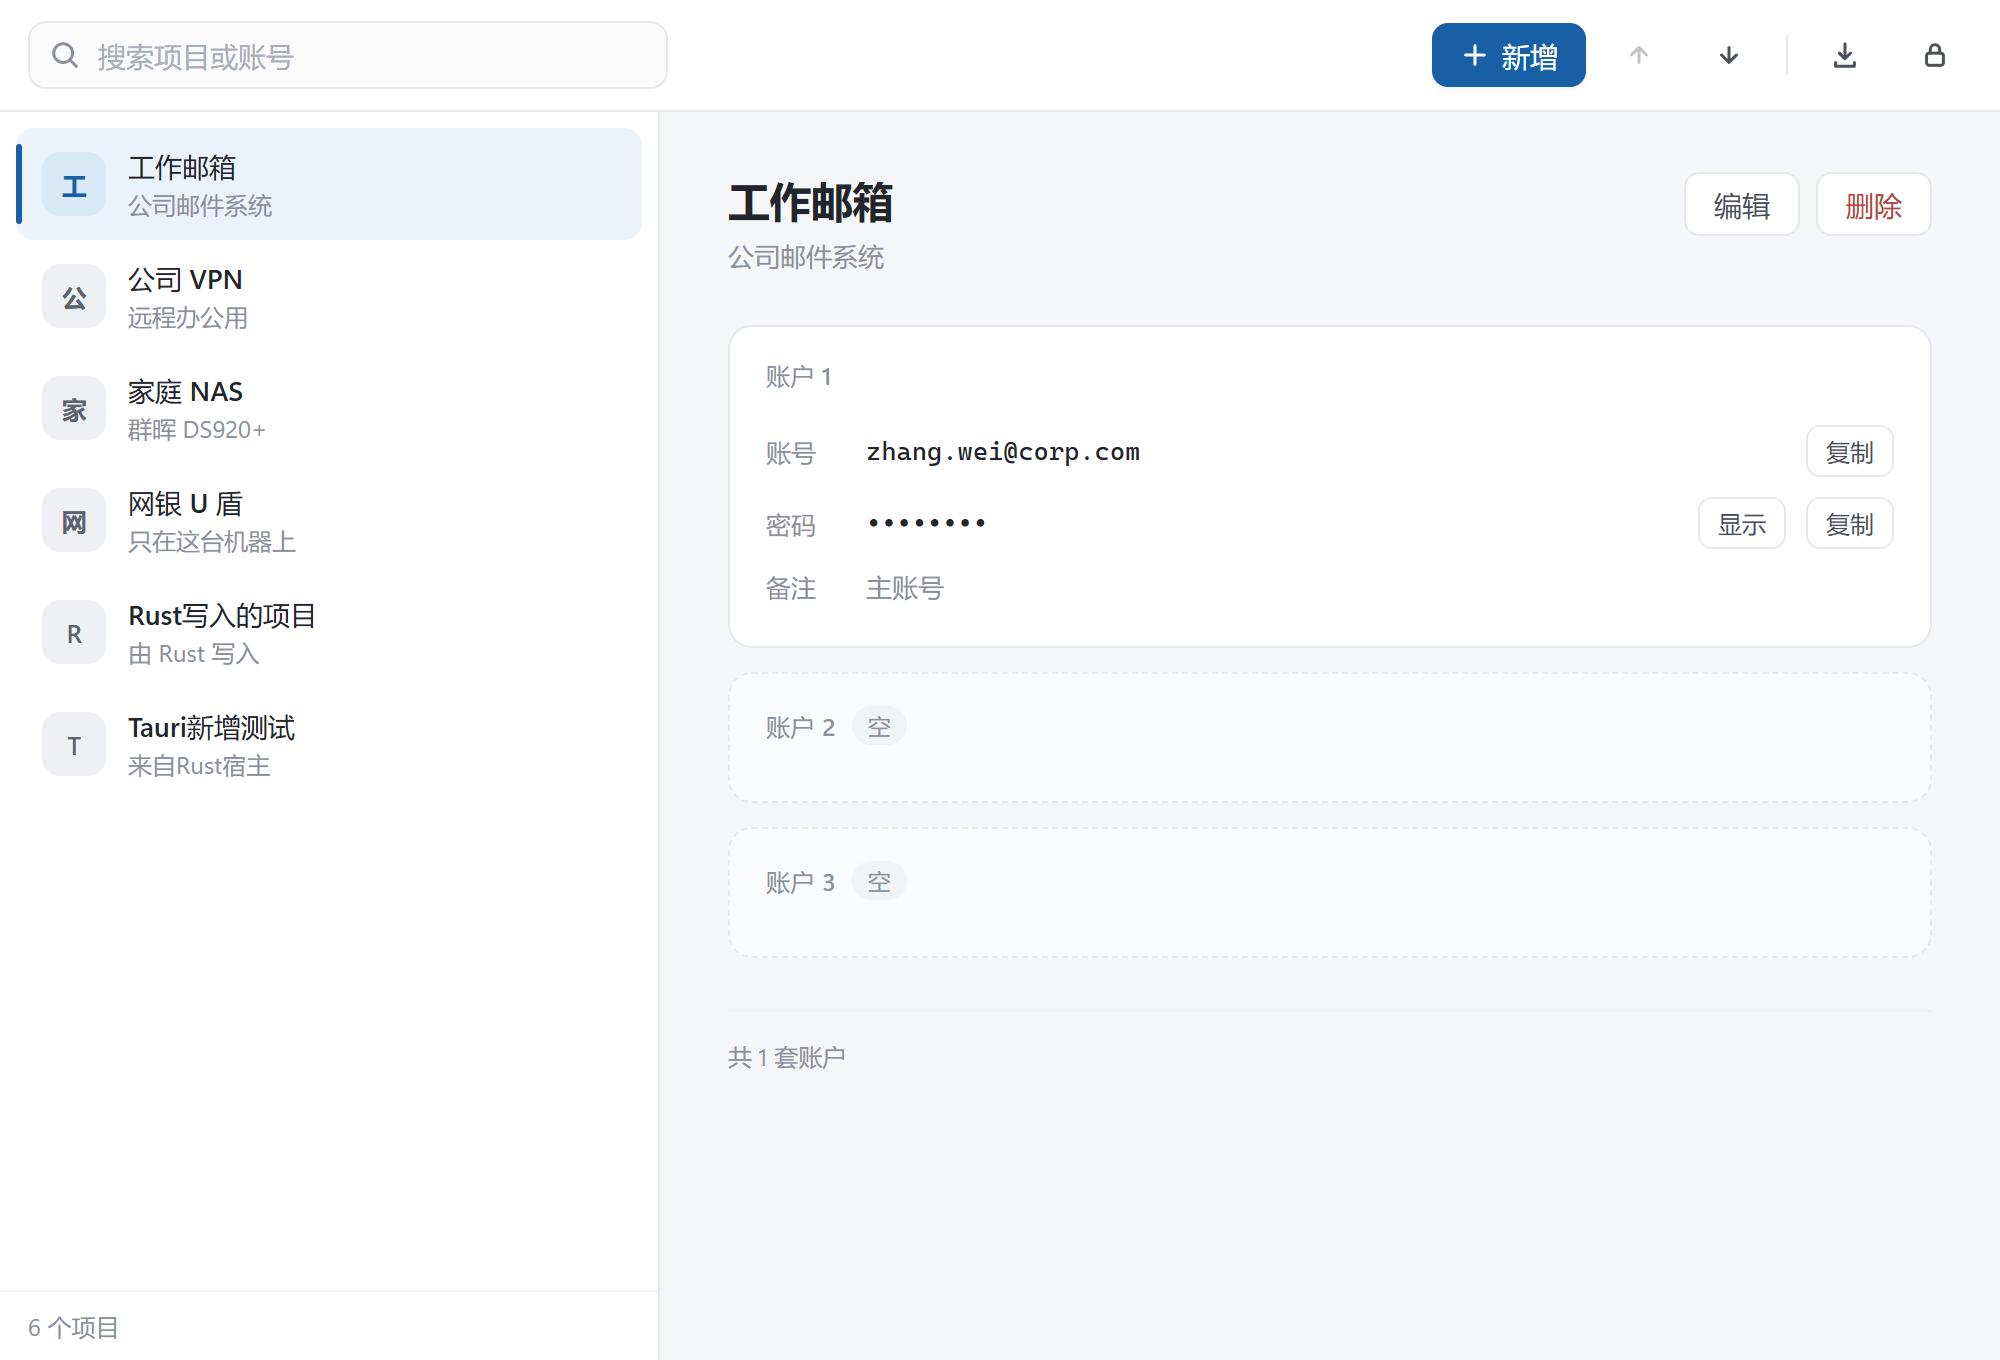 搜索项目或账号
新增
工
工作邮箱
公司邮件系统
公
公司 VPN
远程办公用
家
家庭 NAS
群晖 DS920+
网
网银 U 盾
只在这台机器上
R
Rust写入的项目
由 Rust 写入
T
Tauri新增测试
来自Rust宿主
6 个项目
工作邮箱
公司邮件系统
编辑
删除
账户 1
账号 zhang.wei@corp.com 复制
密码 •••••••• 显示 复制
备注 主账号
账户 2 空
账户 3 空
共 1 套账户